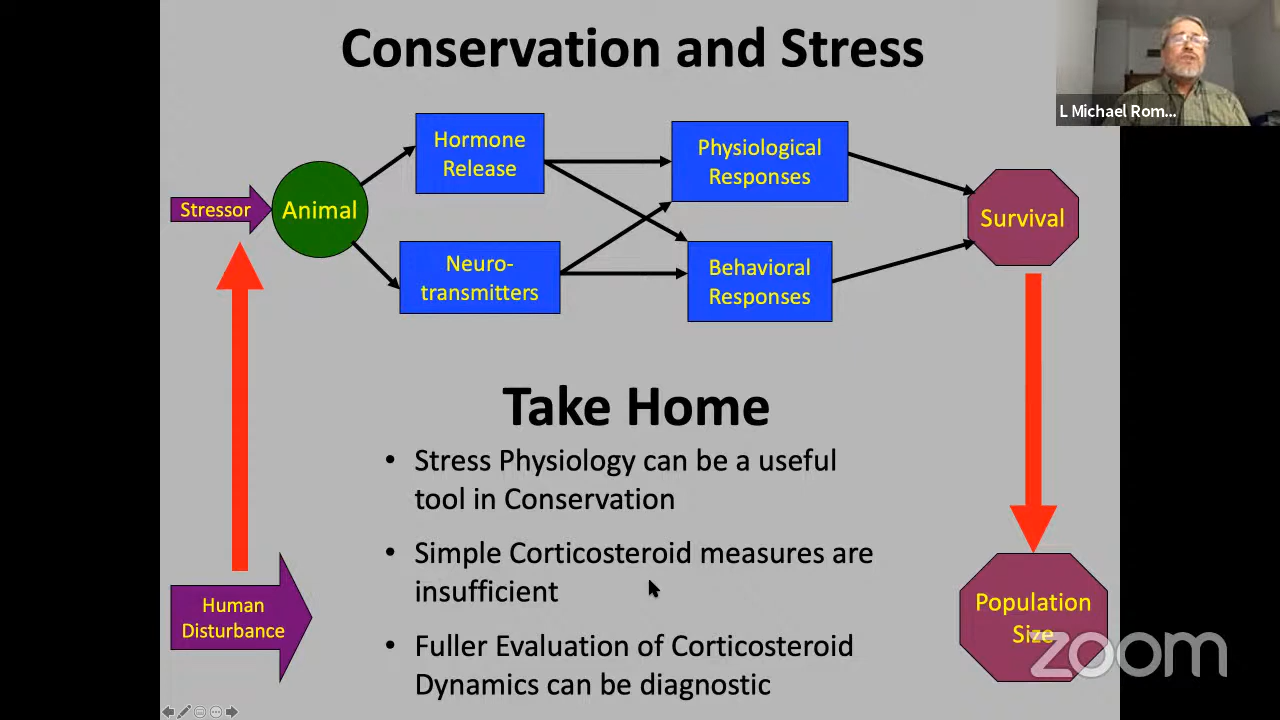 Conservation and Stress
L Michael Rom...
Stressor
Animal
Hormone
Release
Neuro-
transmitters
Physiological
Responses
Behavioral
Responses
Survival
Take Home
• Stress Physiology can be a useful
tool in Conservation
• Simple Corticosteroid measures are
insufficient
• Fuller Evaluation of Corticosteroid
Dynamics can be diagnostic
Human
Disturbance
Population
Size
zoom